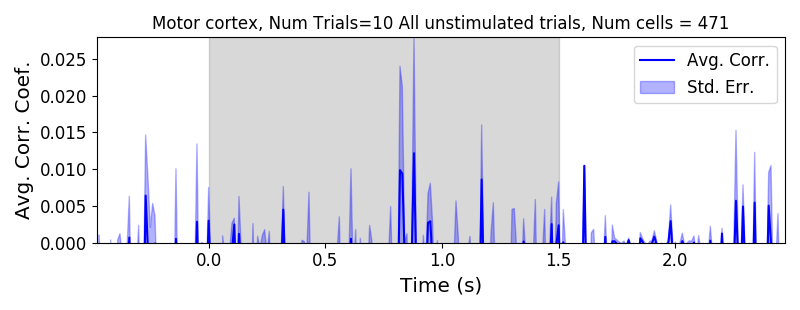 Motor cortex, Num Trials=10 All unstimulated trials, Num cells = 471
Avg. Corr. Coef.
0.025
0.020
0.015
0.010
0.005
0.000
Avg. Corr.
Std. Err.
0.0 0.5 1.0 1.5 2.0
Time (s)